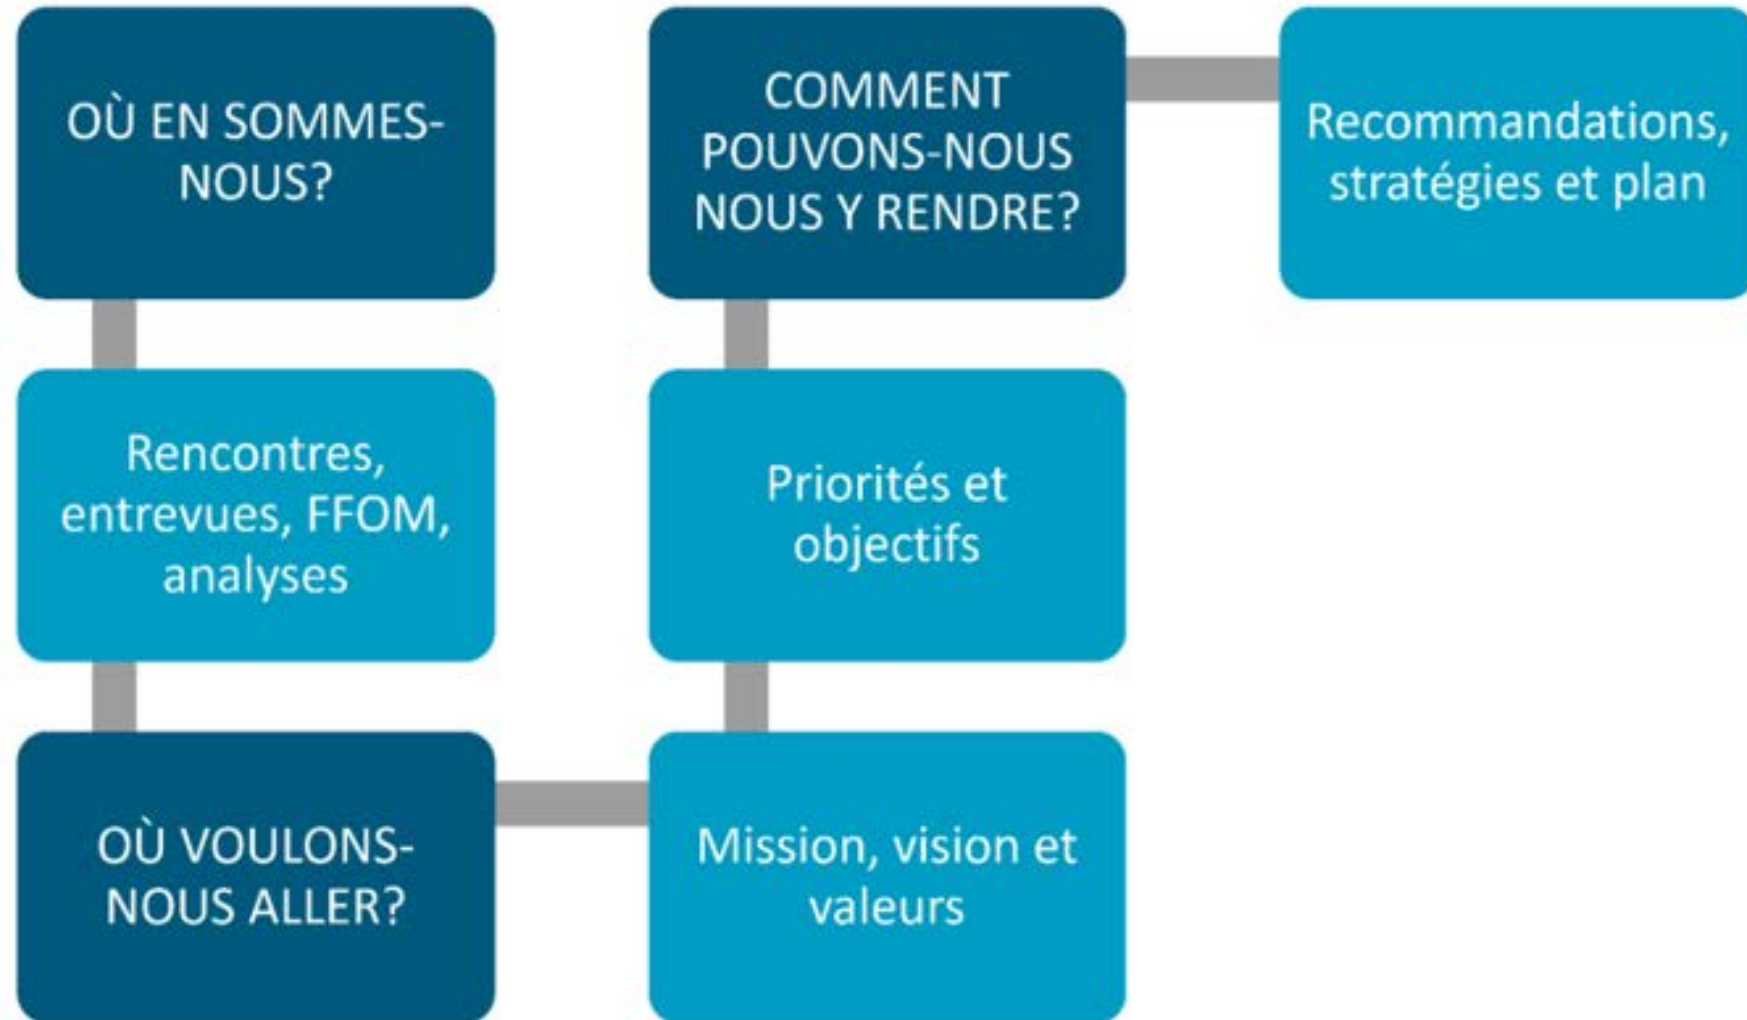 OÙ EN SOMMES-
NOUS?
Rencontres,
entrevues, FFOM,
analyses
OÙ VOULONS-
NOUS ALLER?
Mission, vision et
valeurs
Priorités et
objectifs
COMMENT
POUVONS-NOUS
NOUS Y RENDRE?
Recommandations,
stratégies et plan